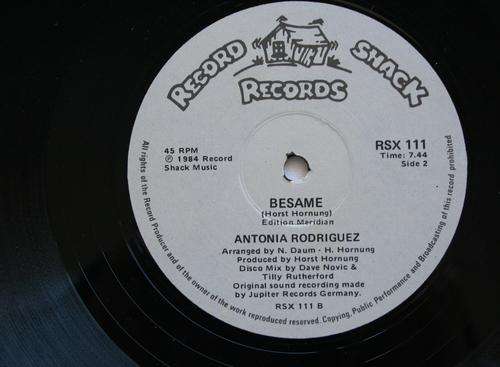 RECORD SHACK
RECORDS
45 RPM
℗ 1984 Record
Shack Music
RSX 111
Time: 7.44
Side 2
BESAME
(Horst Hornung)
Edition Meridian
ANTONIA RODRIGUEZ
Arranged by N. Daum - H. Hornung
Produced by Horst Hornung
Disco Mix by Dave Novic &
Tilly Rutherford
Original sound recording made
by Jupiter Records Germany.
RSX 111 B
All rights of the Record Producer and of the owner of the work reproduced reserved. Copying, Public Performance and Broadcasting of this record prohibited